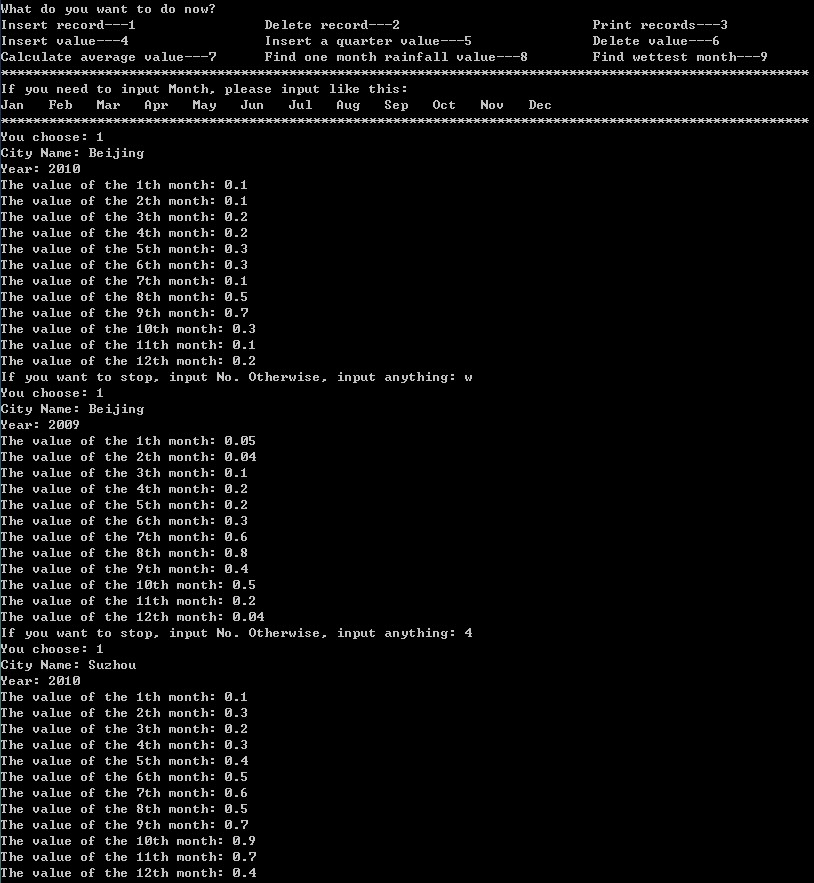 What do you want to do now?
Insert record---1 Delete record---2 Print records---3
Insert value---4 Insert a quarter value---5 Delete value---6
Calculate average value---7 Find one month rainfall value---8 Find wettest month---9
*****************************************************************************************************
If you need to input Month, please input like this:
Jan Feb Mar Apr May Jun Jul Aug Sep Oct Nov Dec
*****************************************************************************************************
You choose: 1
City Name: Beijing
Year: 2010
The value of the 1th month: 0.1
The value of the 2th month: 0.1
The value of the 3th month: 0.2
The value of the 4th month: 0.2
The value of the 5th month: 0.3
The value of the 6th month: 0.3
The value of the 7th month: 0.1
The value of the 8th month: 0.5
The value of the 9th month: 0.7
The value of the 10th month: 0.3
The value of the 11th month: 0.1
The value of the 12th month: 0.2
If you want to stop, input No. Otherwise, input anything: w
You choose: 1
City Name: Beijing
Year: 2009
The value of the 1th month: 0.05
The value of the 2th month: 0.04
The value of the 3th month: 0.1
The value of the 4th month: 0.2
The value of the 5th month: 0.2
The value of the 6th month: 0.3
The value of the 7th month: 0.6
The value of the 8th month: 0.8
The value of the 9th month: 0.4
The value of the 10th month: 0.5
The value of the 11th month: 0.2
The value of the 12th month: 0.04
If you want to stop, input No. Otherwise, input anything: 4
You choose: 1
City Name: Suzhou
Year: 2010
The value of the 1th month: 0.1
The value of the 2th month: 0.3
The value of the 3th month: 0.2
The value of the 4th month: 0.3
The value of the 5th month: 0.4
The value of the 6th month: 0.5
The value of the 7th month: 0.6
The value of the 8th month: 0.5
The value of the 9th month: 0.7
The value of the 10th month: 0.9
The value of the 11th month: 0.7
The value of the 12th month: 0.4